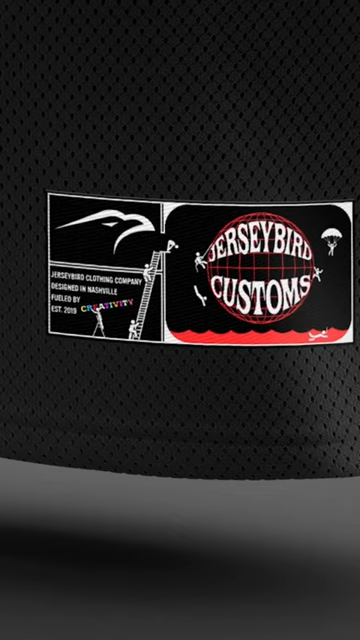 JERSEYBIRD CLOTHING COMPANY
DESIGNED IN NASHVILLE
FUELED BY
CREATIVITY
EST. 2019
JERSEYBIRD
CUSTOMS